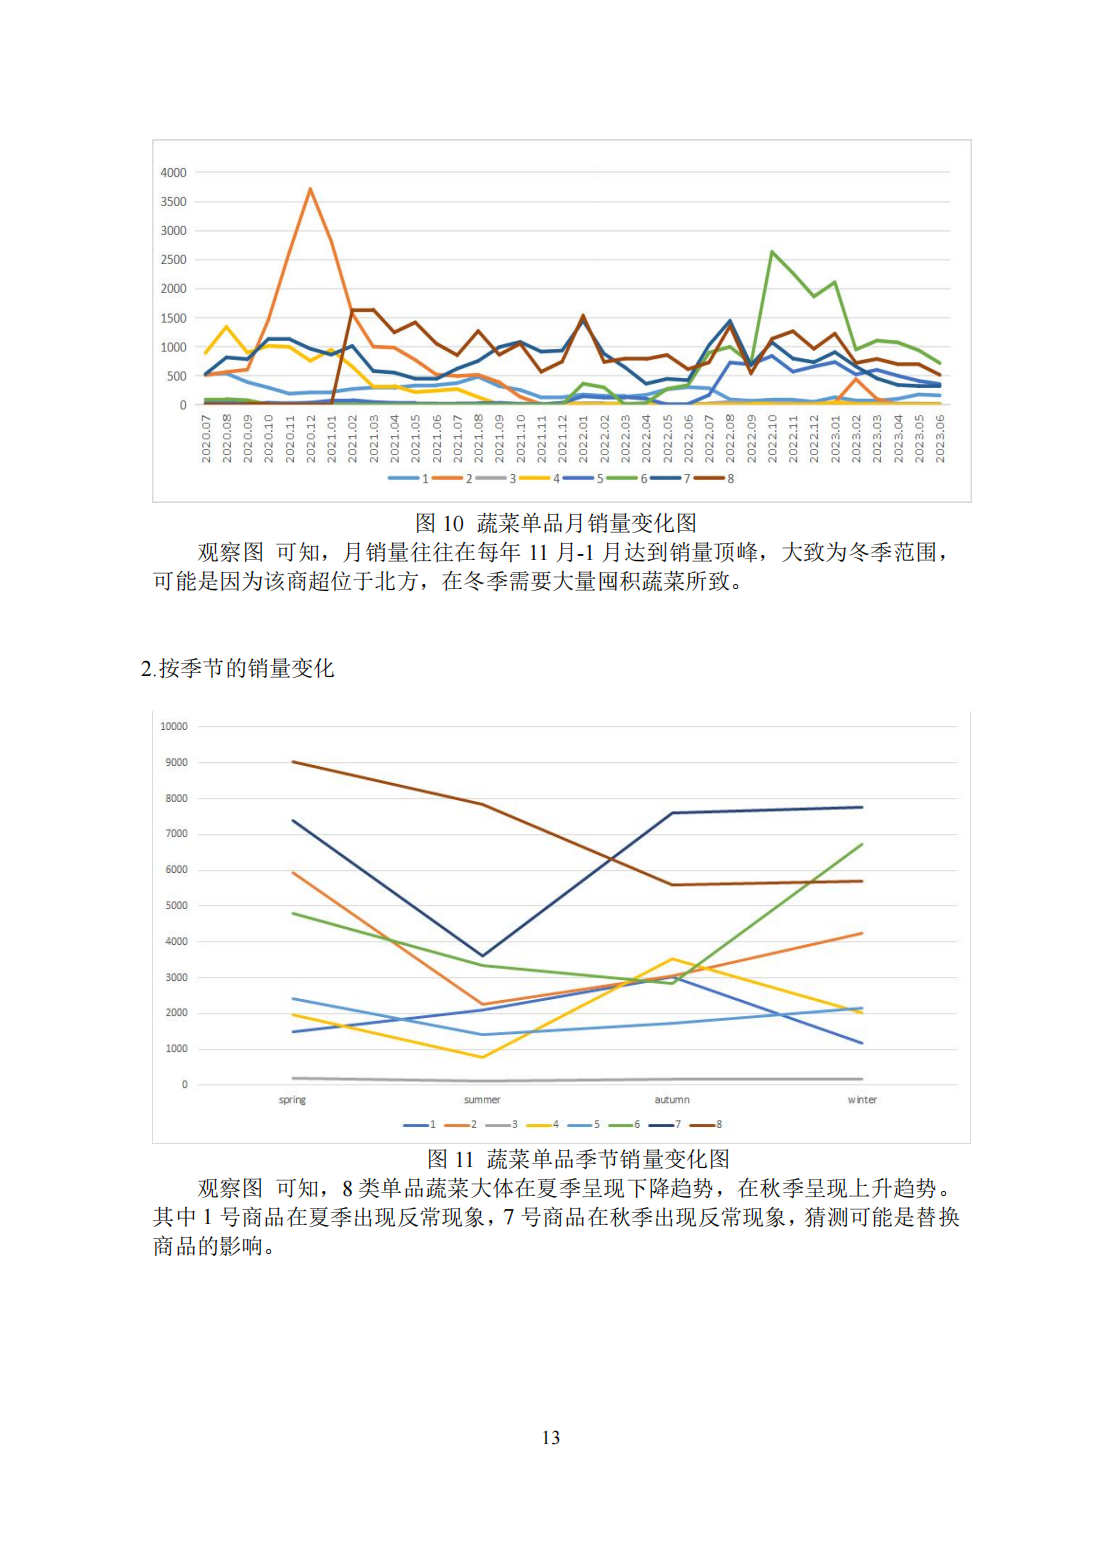 4000
3500
3000
2500
2000
1500
1000
500
0
2020.07 2020.08 2020.09 2020.10 2020.11 2020.12 2021.01 2021.02 2021.03 2021.04 2021.05 2021.06 2021.07 2021.08 2021.09 2021.10 2021.11 2021.12 2022.01 2022.02 2022.03 2022.04 2022.05 2022.06 2022.07 2022.08 2022.09 2022.10 2022.11 2022.12 2023.01 2023.02 2023.03 2023.04 2023.05 2023.06
1 2 3 4 5 6 7 8
图 10 蔬菜单品月销量变化图
观察图 可知，月销量往往在每年 11 月-1 月达到销量顶峰，大致为冬季范围，
可能是因为该商超位于北方，在冬季需要大量囤积蔬菜所致。
2.按季节的销量变化
10000
9000
8000
7000
6000
5000
4000
3000
2000
1000
0
spring summer autumn winter
1 2 3 4 5 6 7 8
图 11 蔬菜单品季节销量变化图
观察图 可知，8 类单品蔬菜大体在夏季呈现下降趋势，在秋季呈现上升趋势。
其中 1 号商品在夏季出现反常现象，7 号商品在秋季出现反常现象，猜测可能是替换
商品的影响。
13